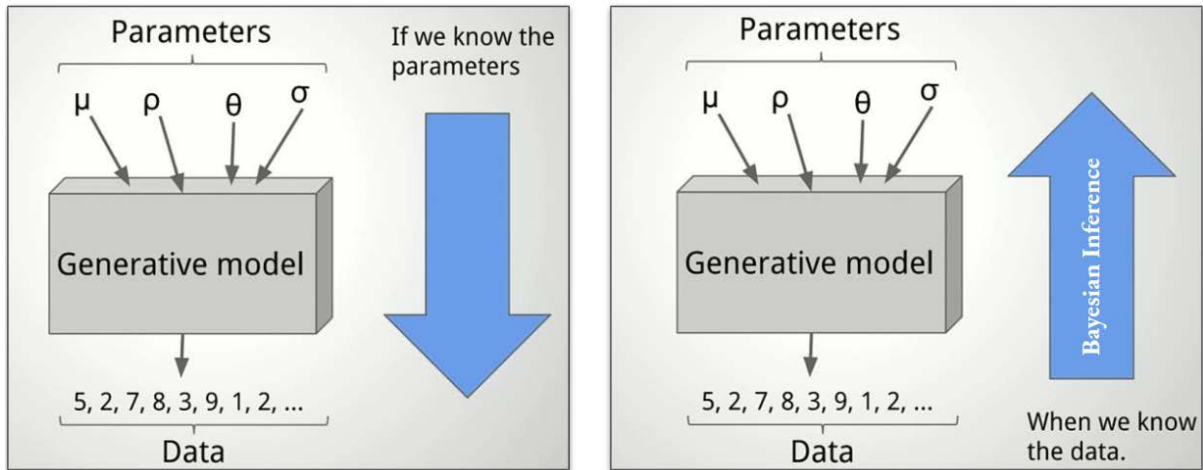 Parameters
If we know the
parameters
μ ρ θ σ
Generative model
5, 2, 7, 8, 3, 9, 1, 2, ...
Data
Parameters
μ ρ θ σ
Generative model
Bayesian Inference
5, 2, 7, 8, 3, 9, 1, 2, ...
Data
When we know
the data.